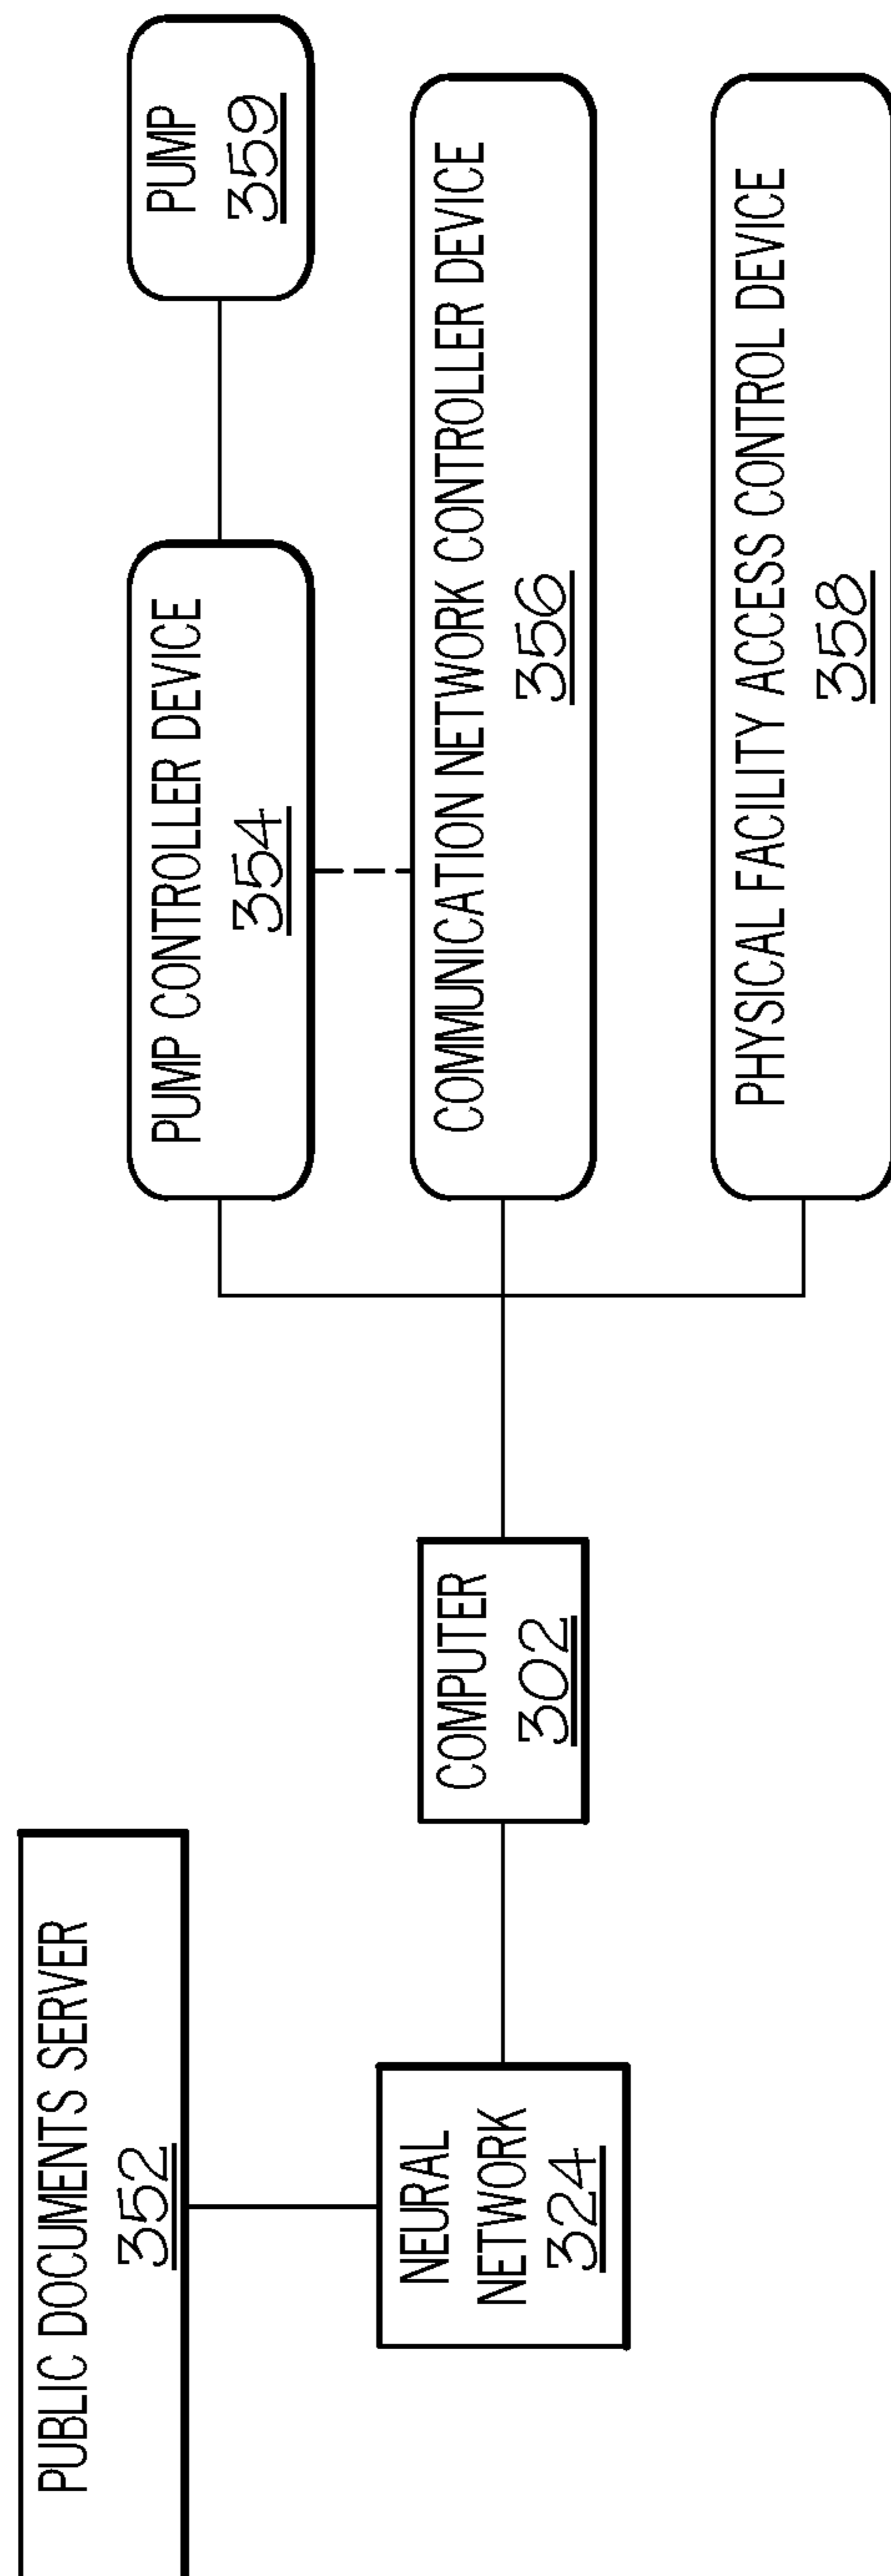 PUBLIC DOCUMENTS SERVER
352
NEURAL
NETWORK
324
COMPUTER
302
PUMP CONTROLLER DEVICE
354
PUMP
359
COMMUNICATION NETWORK CONTROLLER DEVICE
356
PHYSICAL FACILITY ACCESS CONTROL DEVICE
358